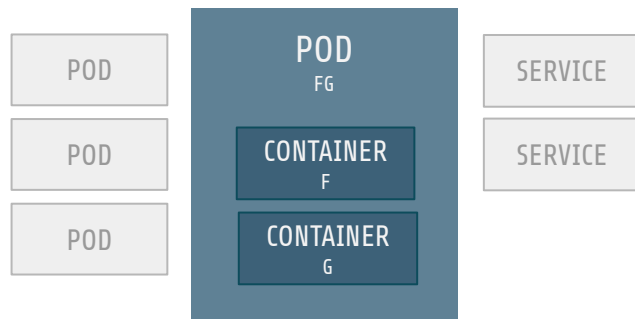 POD
POD
POD
POD
FG
CONTAINER
F
CONTAINER
G
SERVICE
SERVICE